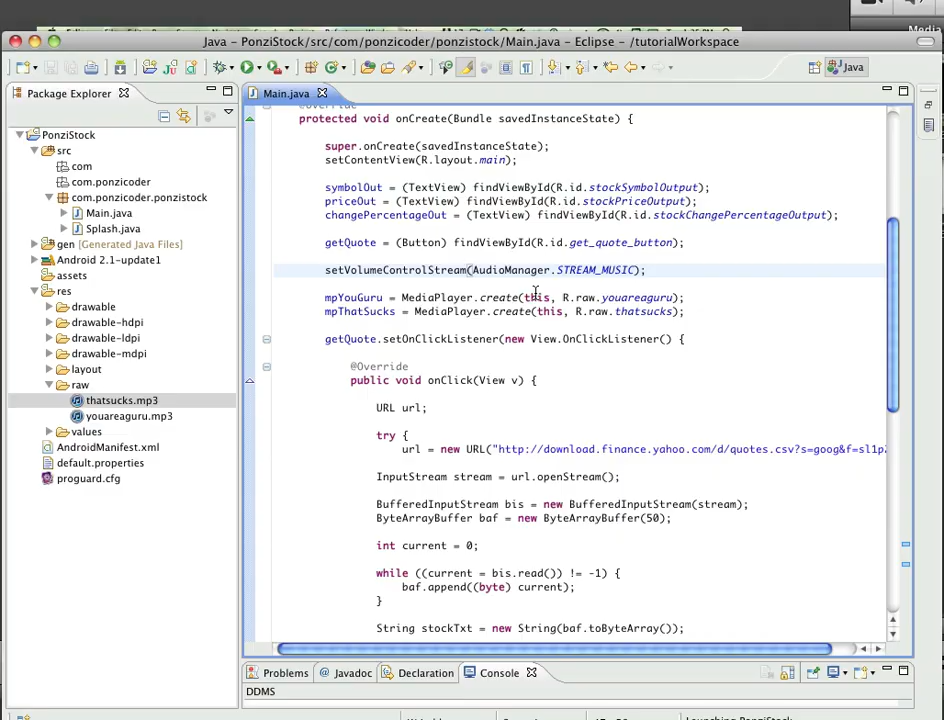 Media
Java – PonziStock/src/com/ponzicoder/ponzistock/Main.java – Eclipse – /tutorialWorkspace
Java
Package Explorer
Main.java
PonziStock
src
com
com.ponzicoder
com.ponzicoder.ponzistock
Main.java
Splash.java
gen [Generated Java Files]
Android 2.1-update1
assets
res
drawable
drawable-hdpi
drawable-ldpi
drawable-mdpi
layout
raw
thatsucks.mp3
youareaguru.mp3
values
AndroidManifest.xml
default.properties
proguard.cfg
@Override
protected void onCreate(Bundle savedInstanceState) {
super.onCreate(savedInstanceState);
setContentView(R.layout.main);
symbolOut = (TextView) findViewById(R.id.stockSymbolOutput);
priceOut = (TextView) findViewById(R.id.stockPriceOutput);
changePercentageOut = (TextView) findViewById(R.id.stockChangePercentageOutput);
getQuote = (Button) findViewById(R.id.get_quote_button);
setVolumeControlStream(AudioManager.STREAM_MUSIC);
mpYouGuru = MediaPlayer.create(this, R.raw.youareaguru);
mpThatSucks = MediaPlayer.create(this, R.raw.thatsucks);
getQuote.setOnClickListener(new View.OnClickListener() {
@Override
public void onClick(View v) {
URL url;
try {
url = new URL("http://download.finance.yahoo.com/d/quotes.csv?s=goog&f=sl1p2
InputStream stream = url.openStream();
BufferedInputStream bis = new BufferedInputStream(stream);
ByteArrayBuffer baf = new ByteArrayBuffer(50);
int current = 0;
while ((current = bis.read()) != -1) {
baf.append((byte) current);
}
String stockTxt = new String(baf.toByteArray());
Problems
Javadoc
Declaration
Console
DDMS
Launching PonziStock